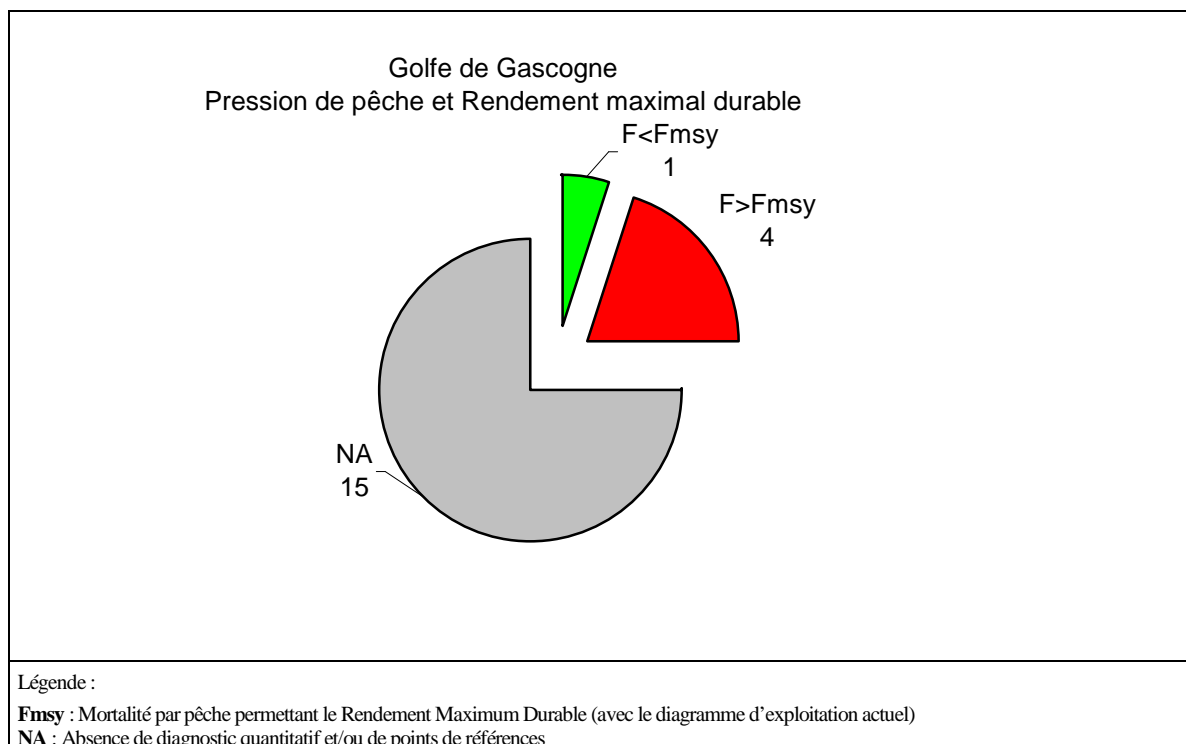 Golfe de Gascogne
Pression de pêche et Rendement maximal durable
F<Fmsy
1
F>Fmsy
4
NA
15
Légende :
Fmsy : Mortalité par pêche permettant le Rendement Maximum Durable (avec le diagramme d'exploitation actuel)
NA : Absence de diagnostic quantitatif et/ou de points de références